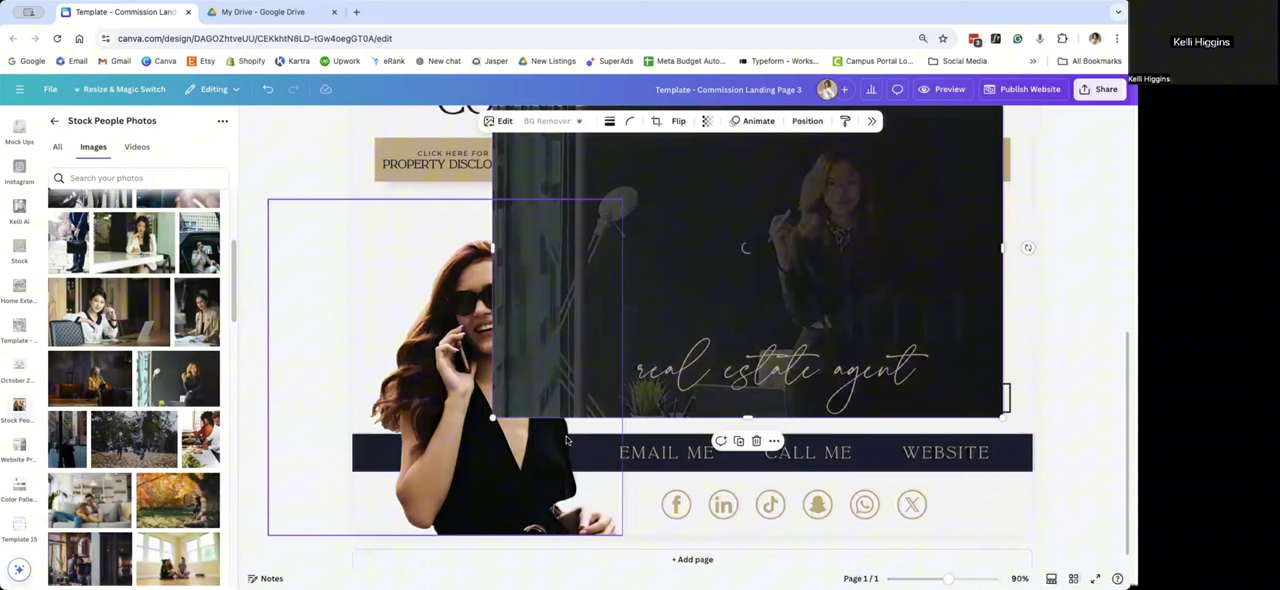 Template - Commission Landi
My Drive - Google Drive
canva.com/design/DAGOZhtveUU/CEKkhtN8LD-tGw4oegGT0A/edit
Google
Email
Gmail
Canva
Etsy
Shopify
Kartra
Upwork
eRank
New chat
Jasper
New Listings
SuperAds
Meta Budget Auto...
Typeform - Works...
Campus Portal Lo...
Social Media
All Bookmarks
Kelli Higgins
Kelli Higgins
File
Resize & Magic Switch
Editing
Template - Commission Landing Page 3
Preview
Publish Website
Share
Stock People Photos
All
Images
Videos
Search your photos
Mock Ups
Instagram
Kelli Ai
Stock
Home Exte...
Template - ...
October 2...
Stock Peo...
Website Pr...
Color Palle...
Template 15
Edit
BG Remover
Flip
Animate
Position
CLICK HERE FOR
PROPERTY DISCLO
real estate agent
EMAIL ME
CALL ME
WEBSITE
+ Add page
Notes
Page 1 / 1
90%